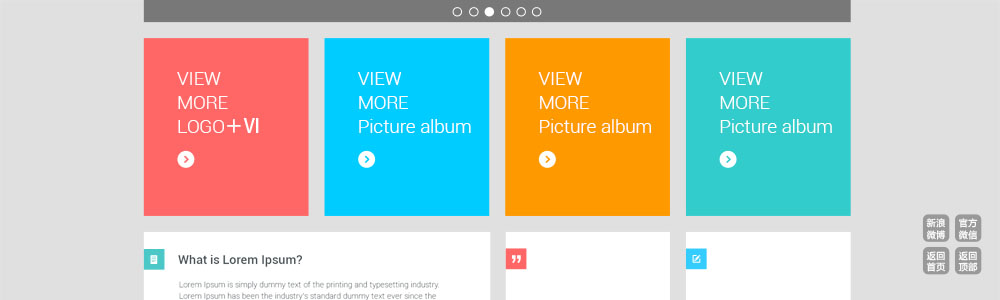 VIEW
MORE
LOGO+VI
VIEW
MORE
Picture album
VIEW
MORE
Picture album
VIEW
MORE
Picture album
新浪
微博
官方
微信
返回
首页
返回
顶部
What is Lorem Ipsum?
Lorem Ipsum is simply dummy text of the printing and typesetting industry.
Lorem Ipsum has been the industry's standard dummy text ever since the